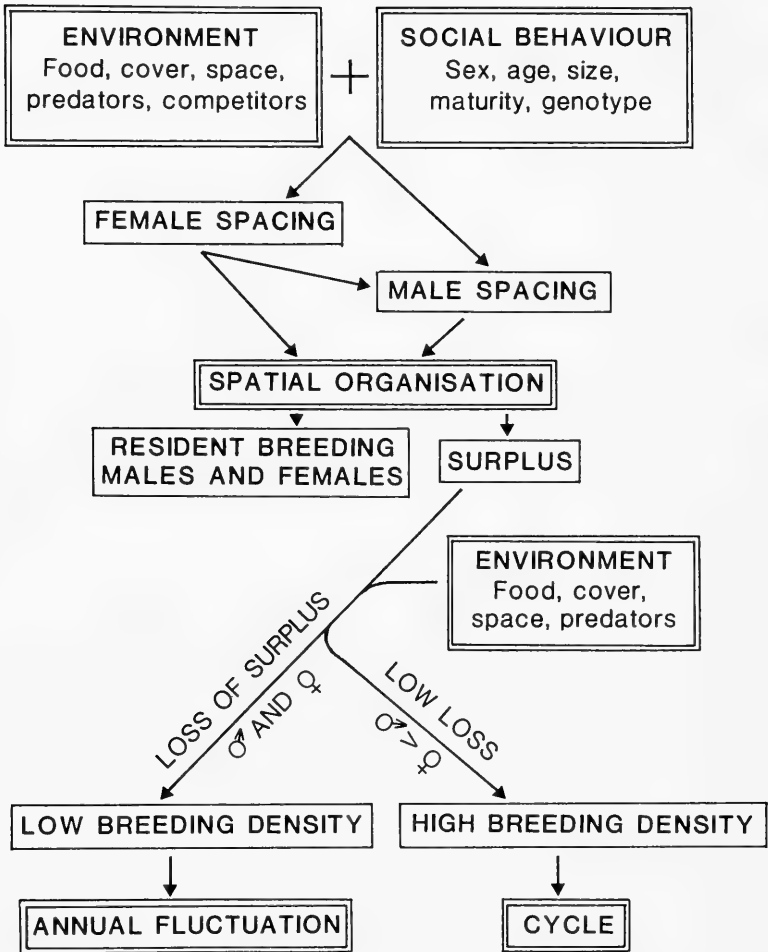 ENVIRONMENT
Food, cover, space,
predators, competitors
+
SOCIAL BEHAVIOUR
Sex, age, size,
maturity, genotype
FEMALE SPACING
MALE SPACING
SPATIAL ORGANISATION
RESIDENT BREEDING
MALES AND FEMALES
SURPLUS
ENVIRONMENT
Food, cover,
space, predators
LOSS OF SURPLUS
♂ AND ♀
LOW LOSS
♂ > ♀
LOW BREEDING DENSITY
HIGH BREEDING DENSITY
ANNUAL FLUCTUATION
CYCLE